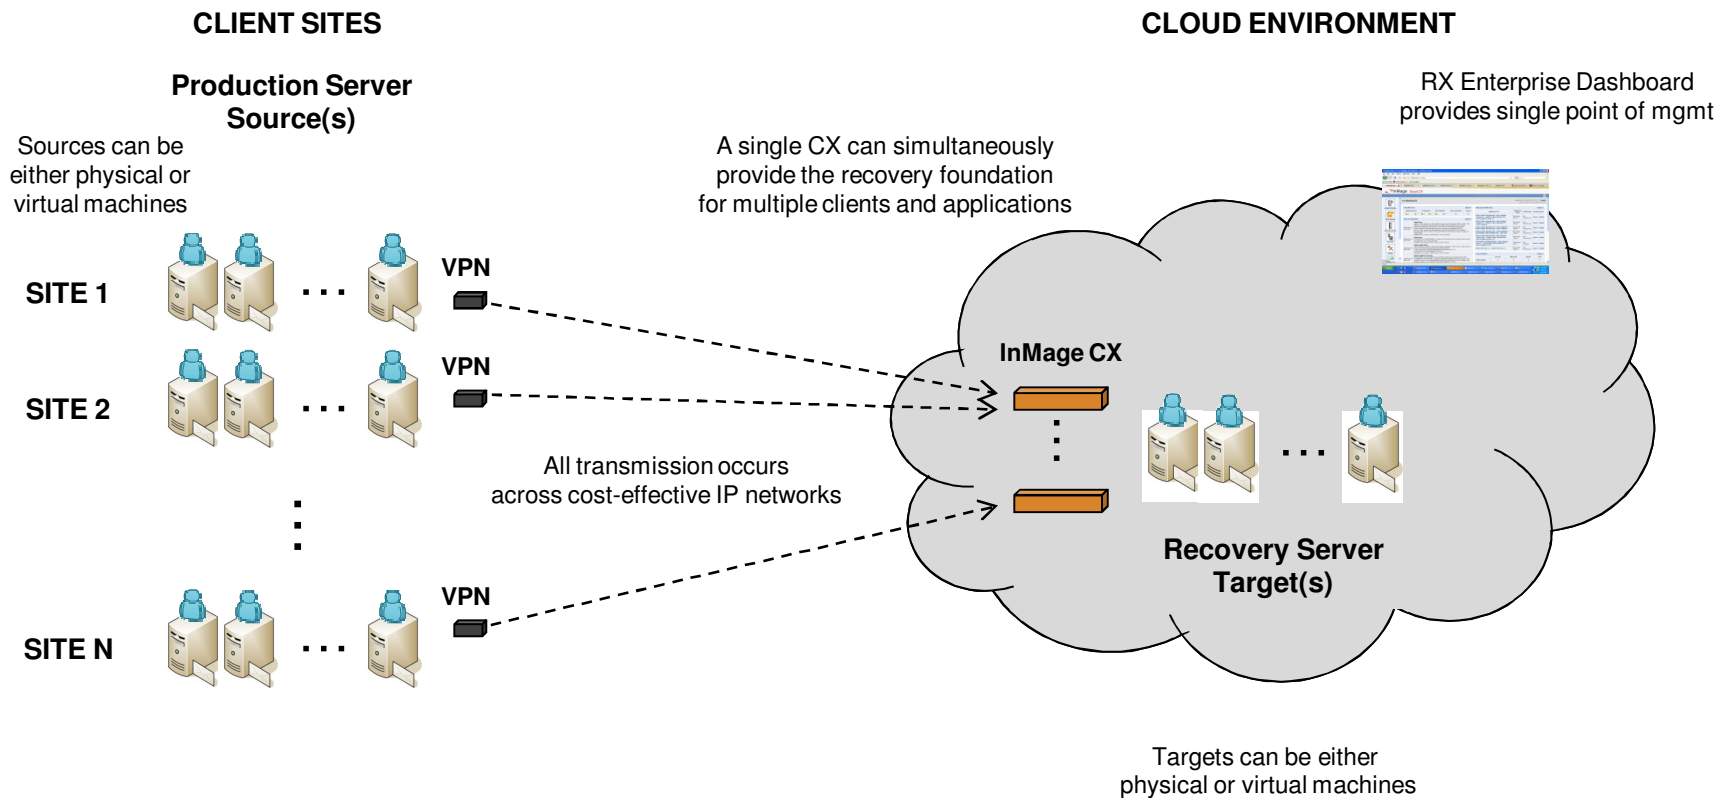 CLIENT SITES
CLOUD ENVIRONMENT
Production Server
Source(s)
RX Enterprise Dashboard
provides single point of mgmt
Sources can be
either physical or
virtual machines
A single CX can simultaneously
provide the recovery foundation
for multiple clients and applications
SITE 1
VPN
SITE 2
VPN
InMage CX
All transmission occurs
across cost-effective IP networks
Recovery Server
Target(s)
SITE N
VPN
Targets can be either
physical or virtual machines